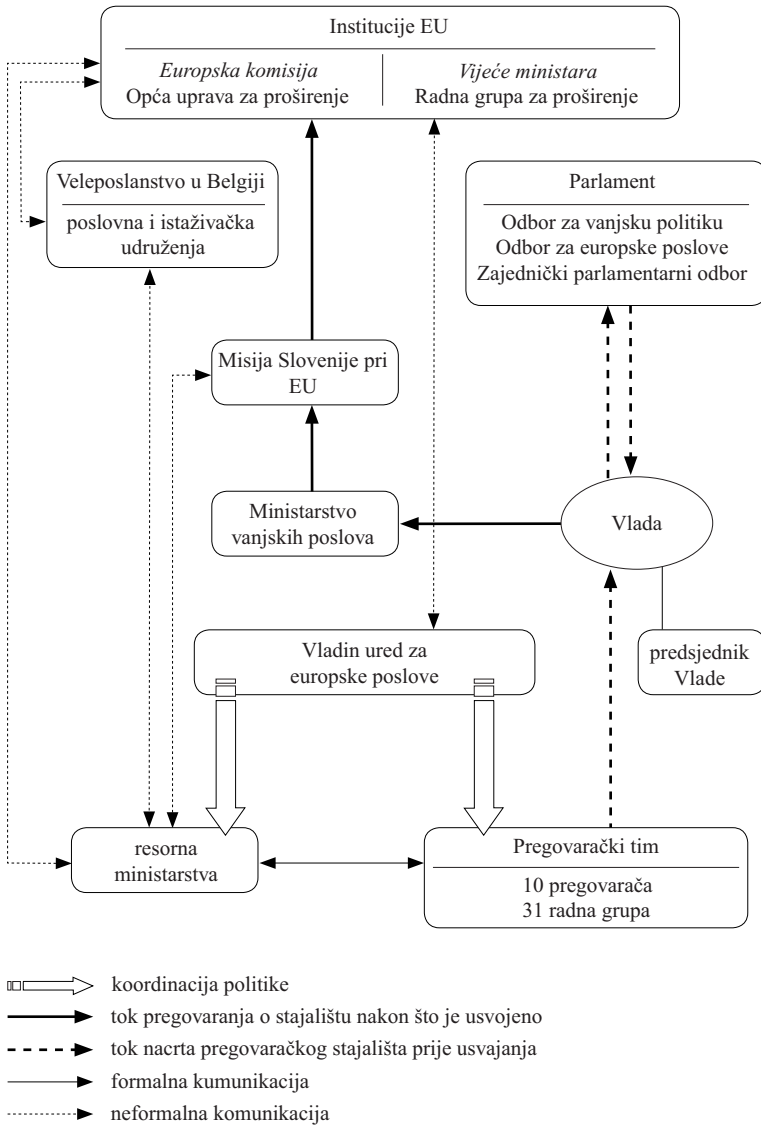 Institucije EU
Europska komisija
Opća uprava za proširenje
Vijeće ministara
Radna grupa za proširenje
Veleposlanstvo u Belgiji
poslovna i istaživačka
udruženja
Parlament
Odbor za vanjsku politiku
Odbor za europske poslove
Zajednički parlamentarni odbor
Misija Slovenije pri
EU
Ministarstvo
vanjskih poslova
Vlada
Vladin ured za
europske poslove
predsjednik
Vlade
resorna
ministarstva
Pregovarački tim
10 pregovarača
31 radna grupa
koordinacija politike
tok pregovaranja o stajalištu nakon što je usvojeno
tok nacrta pregovaračkog stajališta prije usvajanja
formalna kumunikacija
neformalna komunikacija